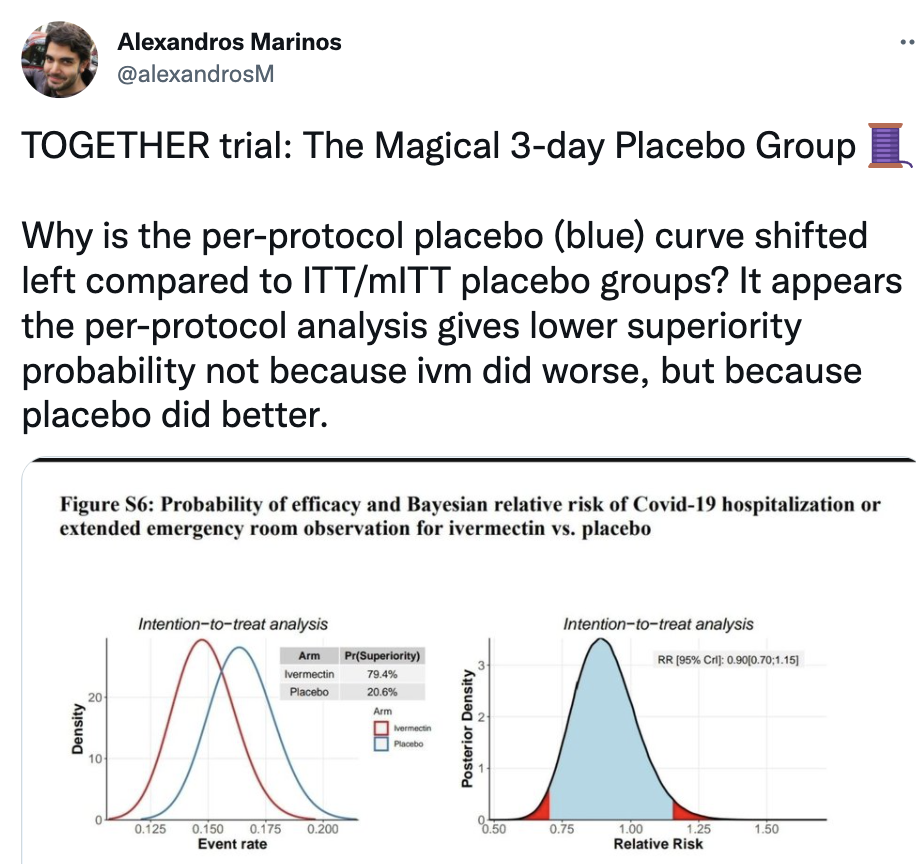 Alexandros Marinos
@alexandrosM
TOGETHER trial: The Magical 3-day Placebo Group 🧵
Why is the per-protocol placebo (blue) curve shifted
left compared to ITT/mITT placebo groups? It appears
the per-protocol analysis gives lower superiority
probability not because ivm did worse, but because
placebo did better.
Figure S6: Probability of efficacy and Bayesian relative risk of Covid-19 hospitalization or
extended emergency room observation for ivermectin vs. placebo
Intention-to-treat analysis
Arm Pr(Superiority)
Ivermectin 79.4%
Placebo 20.6%
Arm
Ivermectin
Placebo
Density
20
10
0
0.125 0.150 0.175 0.200
Event rate
Intention-to-treat analysis
RR [95% CrI]: 0.90[0.70;1.15]
Posterior Density
3
2
1
0
0.50 0.75 1.00 1.25 1.50
Relative Risk